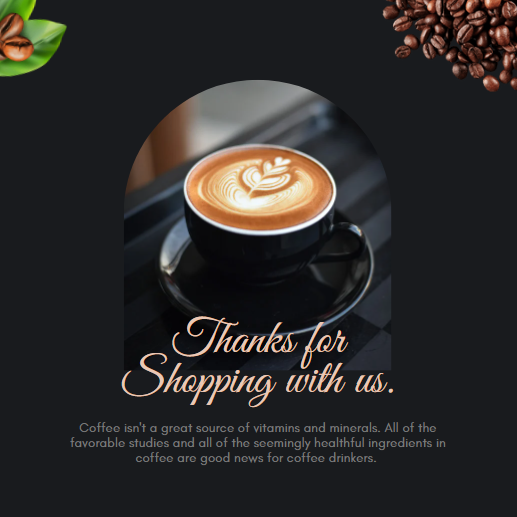 Thanks for
Shopping with us.
Coffee isn't a great source of vitamins and minerals. All of the
favorable studies and all of the seemingly healthful ingredients in
coffee are good news for coffee drinkers.